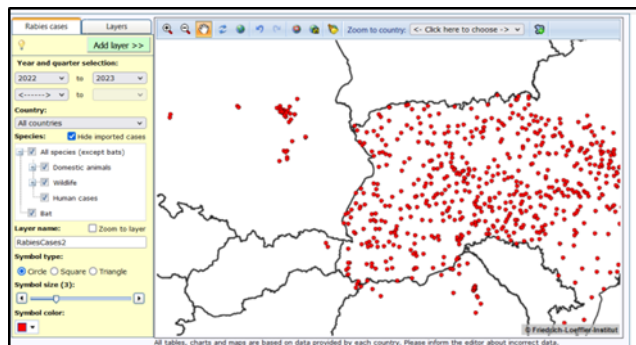 Rabies cases
Layers
Zoom to country:
<- Click here to choose ->
Add layer >>
Year and quarter selection:
2022 to 2023
<------> to
Country:
All countries
Species: Hide imported cases
All species (except bats)
Domestic animals
Wildlife
Human cases
Bat
Layer name: Zoom to layer
RabiesCases2
Symbol type:
Circle Square Triangle
Symbol size (3):
Symbol color:
© Friedrich-Loeffler-Institut
All tables, charts and maps are based on data provided by each country. Please inform the editor about incorrect data.